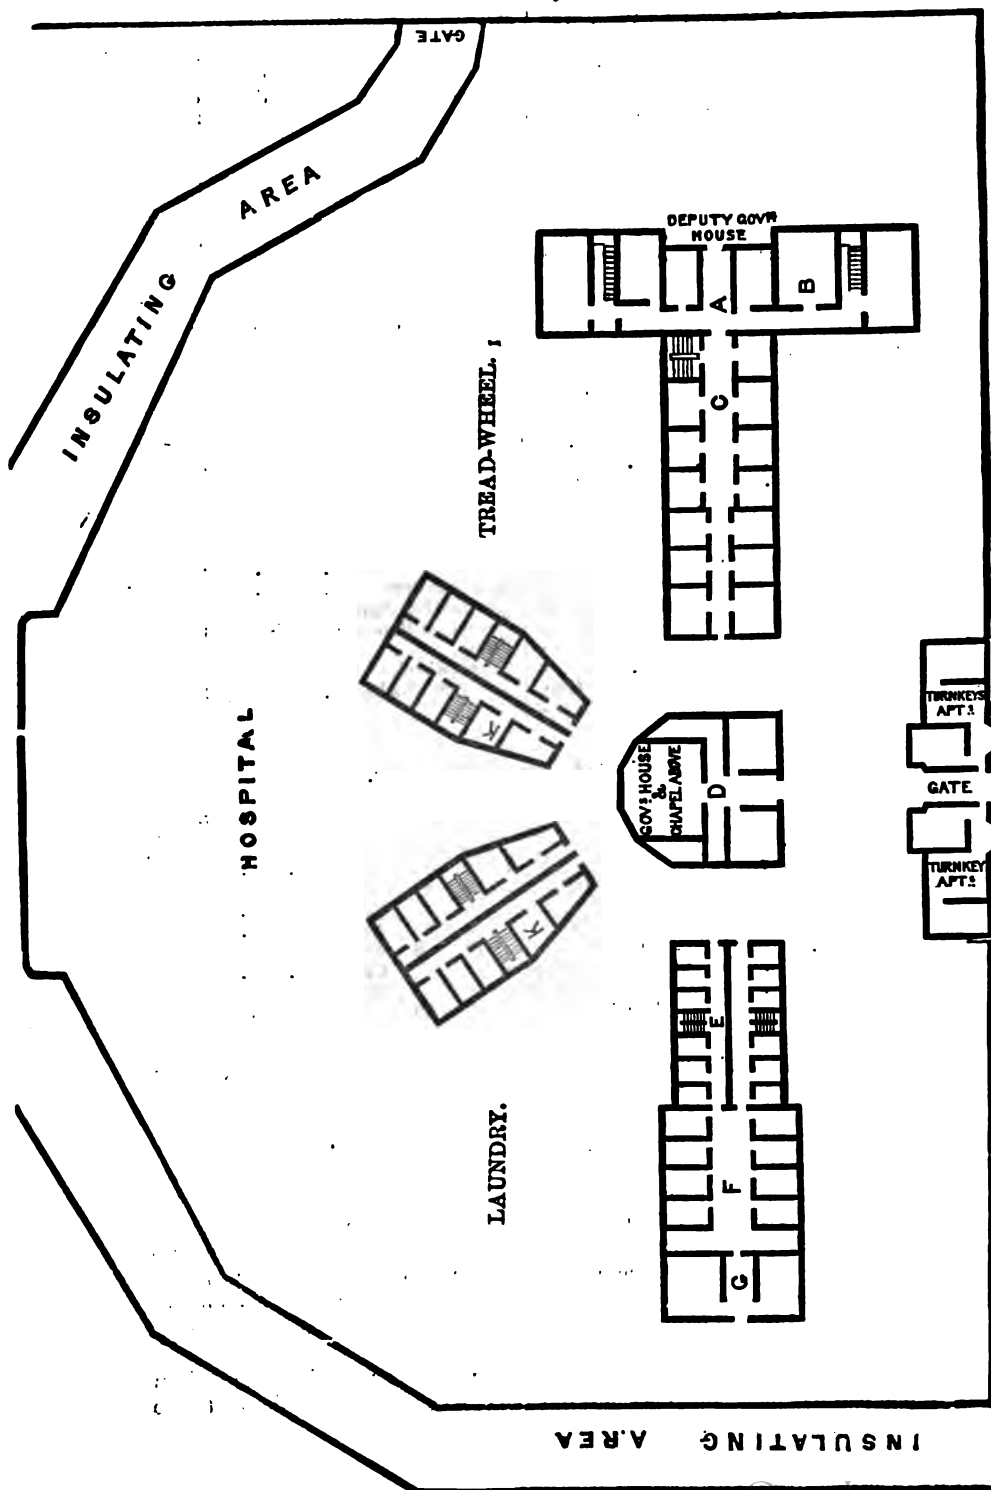 GATE
AREA
INSULATING
DEPUTY GOVR
HOUSE
A
B
C
TREAD-WHEEL.
HOSPITAL
K
K
GOVS HOUSE
&
CHAPEL ABOVE
D
TURNKEYS
APTS
GATE
TURNKEY
APTS
E
F
G
LAUNDRY.
INSULATING AREA